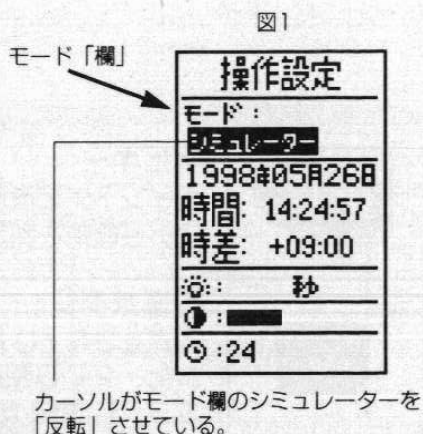 図1
モード「欄」
操作設定
モード:
シミュレーター
1998年05月26日
時間: 14:24:57
時差: +09:00
: 秒
:
:24
カーソルがモード欄のシミュレーターを
「反転」させている。